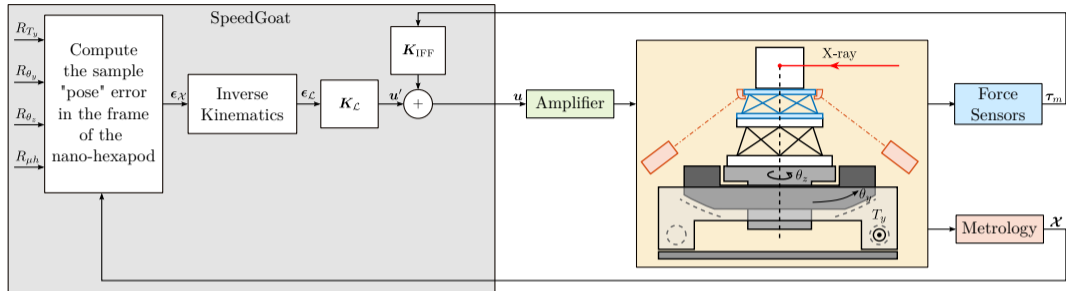 SpeedGoat
R_{T_y}
R_{θ_y}
R_{θ_z}
R_{μh}
Compute
the sample
"pose" error
in the frame
of the
nano-hexapod
ϵ_𝒳
Inverse
Kinematics
ϵ_ℒ
K_ℒ
u′
K_IFF
+
u
Amplifier
X-ray
θ_z
θ_y
T_y
Force
Sensors
τ_m
Metrology
𝒳